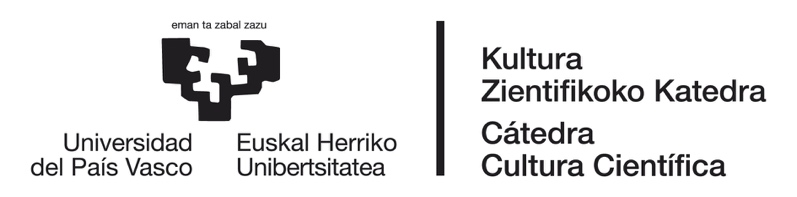 eman ta zabal zazu
Universidad
del País Vasco
Euskal Herriko
Unibertsitatea
Kultura
Zientifikoko Katedra
Cátedra
Cultura Científica